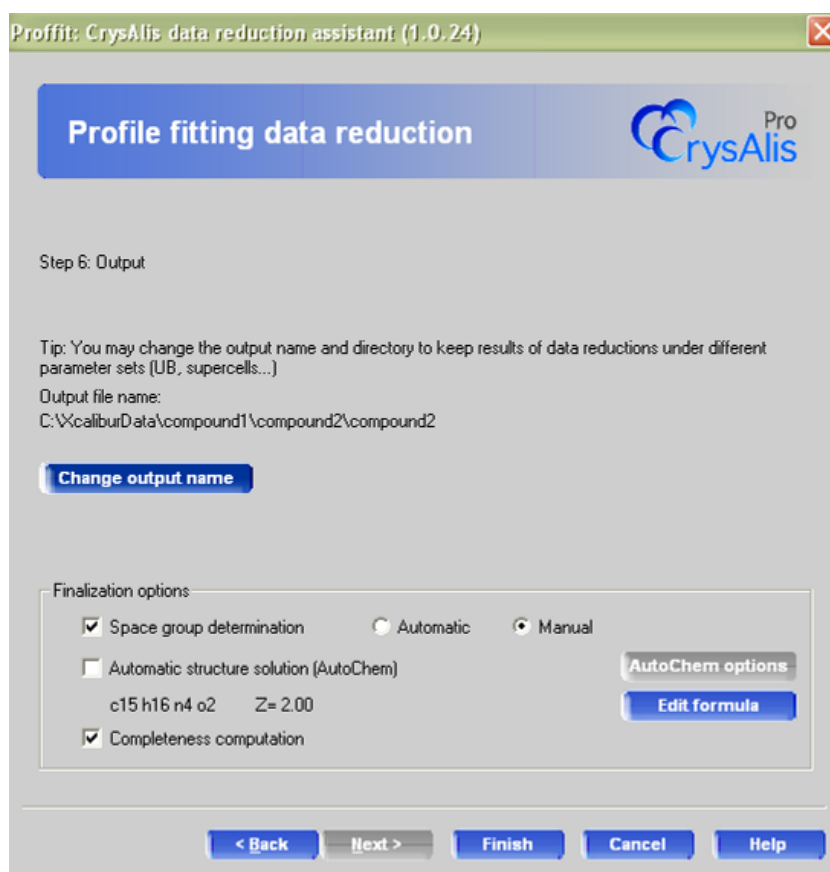 Proffit: CrysAlis data reduction assistant (1.0.24)
Profile fitting data reduction
Pro
CrysAlis
Step 6: Output
Tip: You may change the output name and directory to keep results of data reductions under different
parameter sets (UB, supercells...)
Output file name:
C:\XcaliburData\compound1\compound2\compound2
Change output name
Finalization options
Space group determination Automatic Manual
Automatic structure solution (AutoChem) AutoChem options
c15 h16 n4 o2 Z= 2.00 Edit formula
Completeness computation
< Back Next > Finish Cancel Help